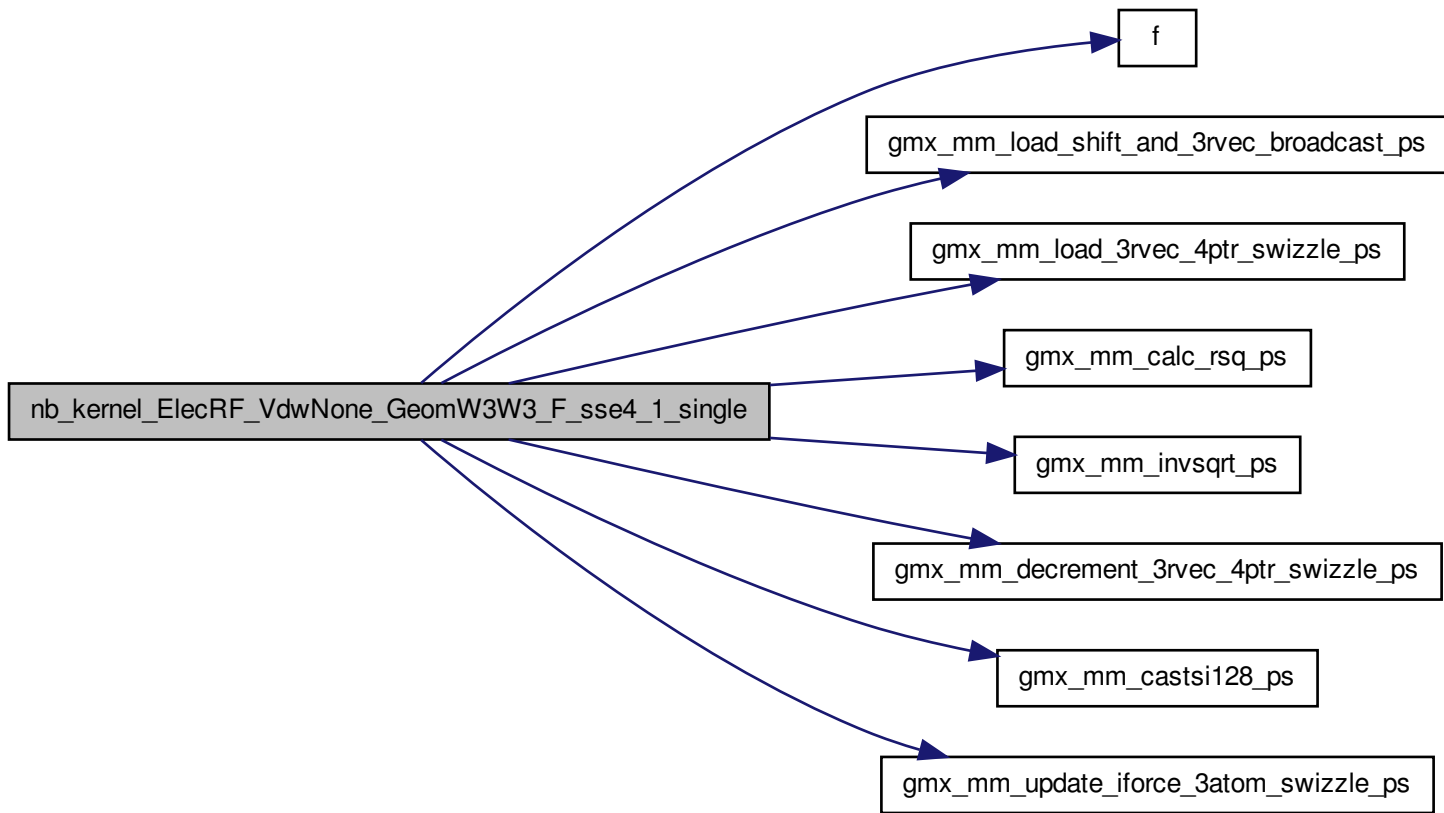 f
gmx_mm_load_shift_and_3rvec_broadcast_ps
gmx_mm_load_3rvec_4ptr_swizzle_ps
gmx_mm_calc_rsq_ps
nb_kernel_ElecRF_VdwNone_GeomW3W3_F_sse4_1_single
gmx_mm_invsqrt_ps
gmx_mm_decrement_3rvec_4ptr_swizzle_ps
gmx_mm_castsi128_ps
gmx_mm_update_iforce_3atom_swizzle_ps